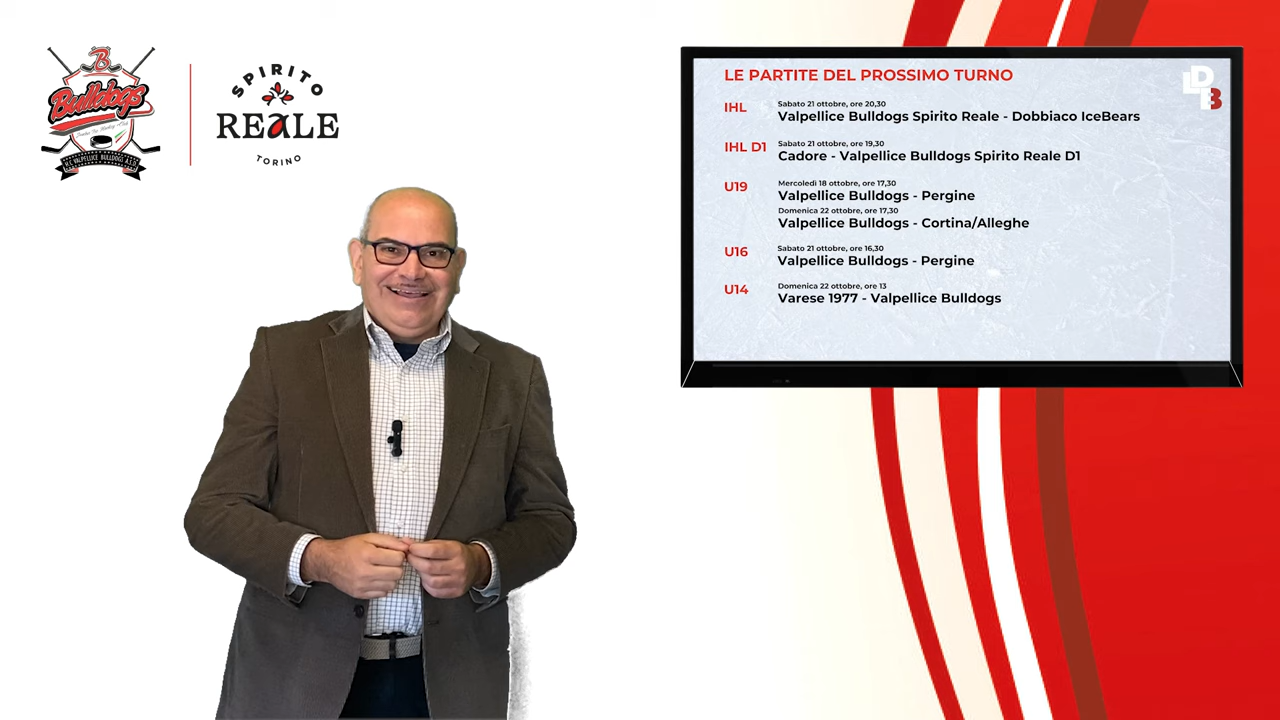 B
Bulldogs
H.C. VALPELLICE BULLDOGS A.S.D.
SPIRITO
REALE
TORINO
LE PARTITE DEL PROSSIMO TURNO
LDB
IHL
Sabato 21 ottobre, ore 20,30
Valpellice Bulldogs Spirito Reale - Dobbiaco IceBears
IHL D1
Sabato 21 ottobre, ore 19,30
Cadore - Valpellice Bulldogs Spirito Reale D1
U19
Mercoledì 18 ottobre, ore 17,30
Valpellice Bulldogs - Pergine
Domenica 22 ottobre, ore 17,30
Valpellice Bulldogs - Cortina/Alleghe
U16
Sabato 21 ottobre, ore 16,30
Valpellice Bulldogs - Pergine
U14
Domenica 22 ottobre, ore 13
Varese 1977 - Valpellice Bulldogs